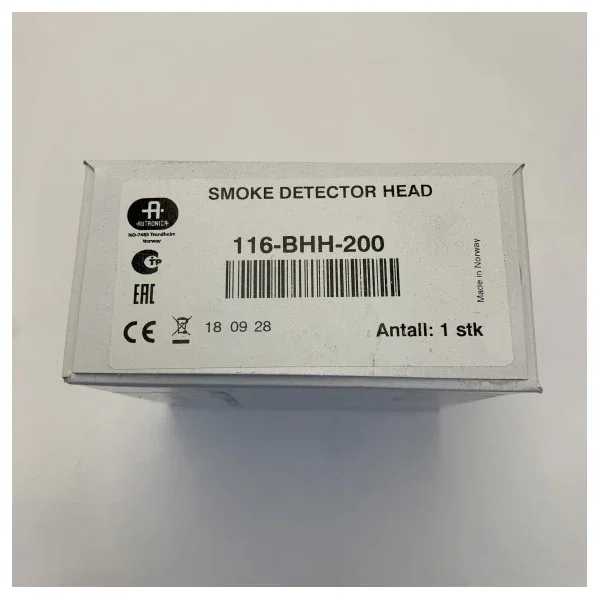 SMOKE DETECTOR HEAD
AUTRONICA
NO-7483 Trondheim
Norway
116-BHH-200
Made in Norway
EAC
CE
18 09 28
Antall: 1 stk